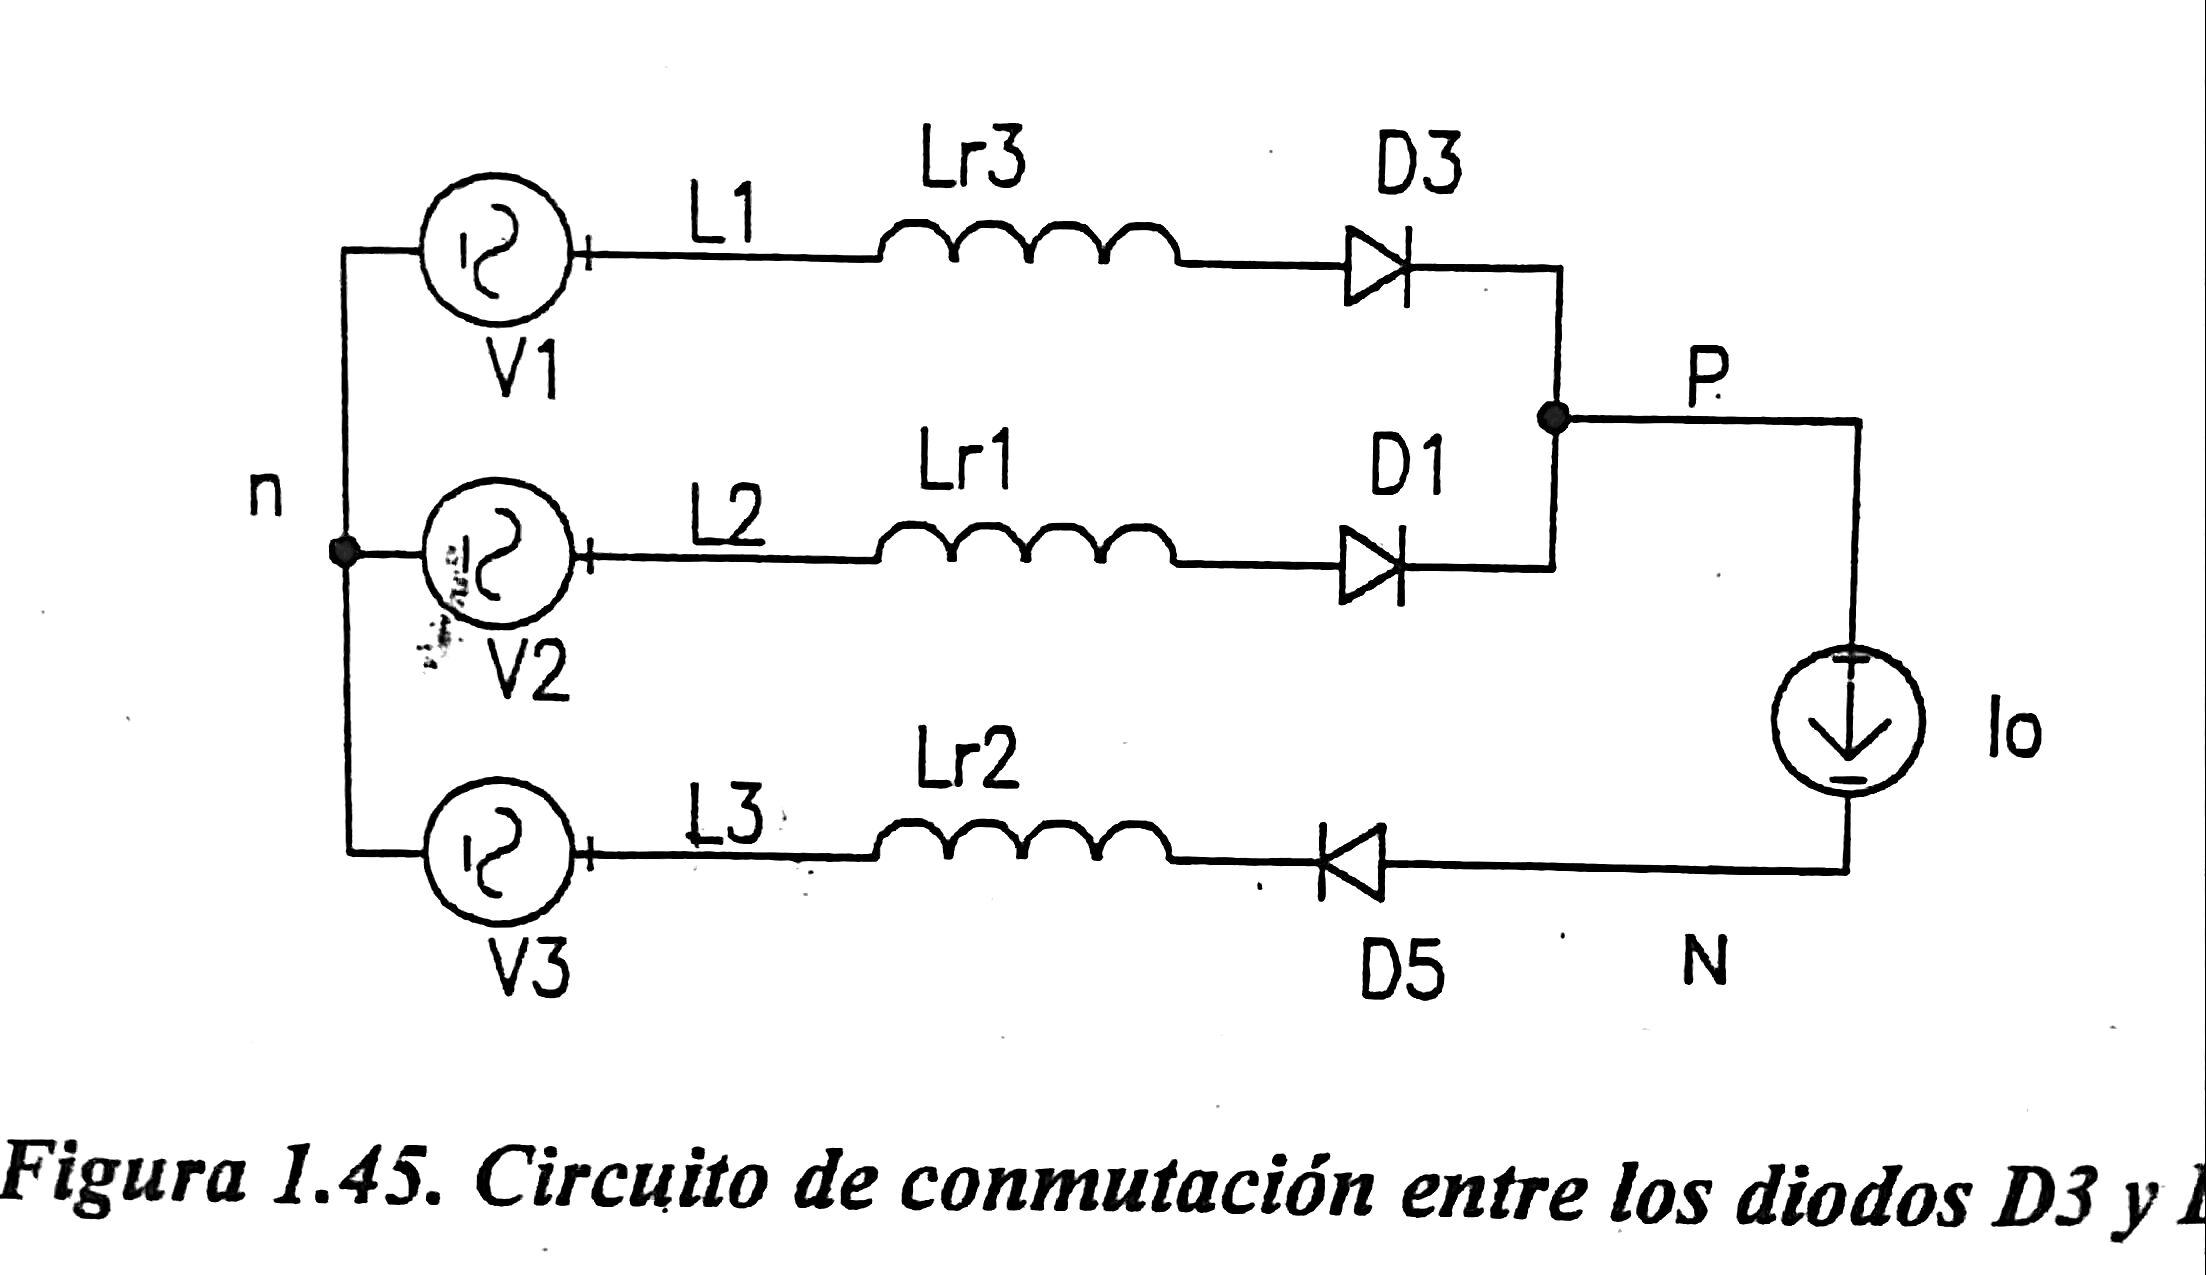 Lr3
D3
L1
V1
P
Lr1
D1
n
L2
V2
Io
Lr2
L3
V3
D5
N
Figura 1.45. Circuito de conmutación entre los diodos D3 y